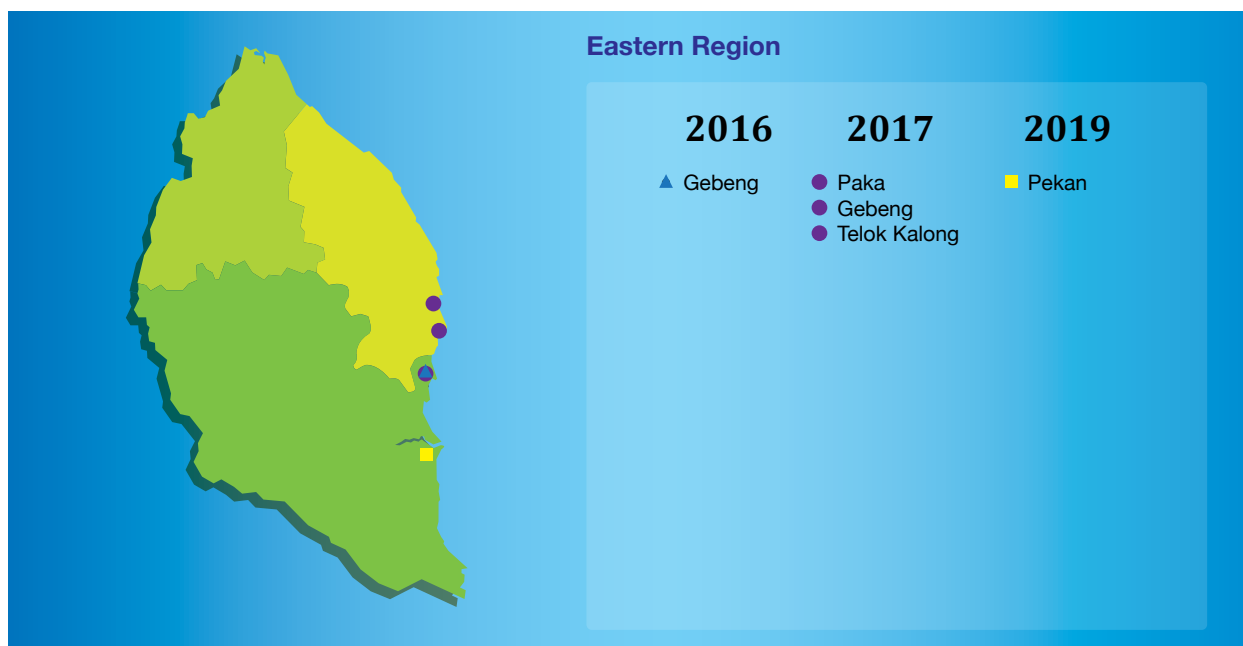 Eastern Region
2016
Gebeng
2017
Paka
Gebeng
Telok Kalong
2019
Pekan